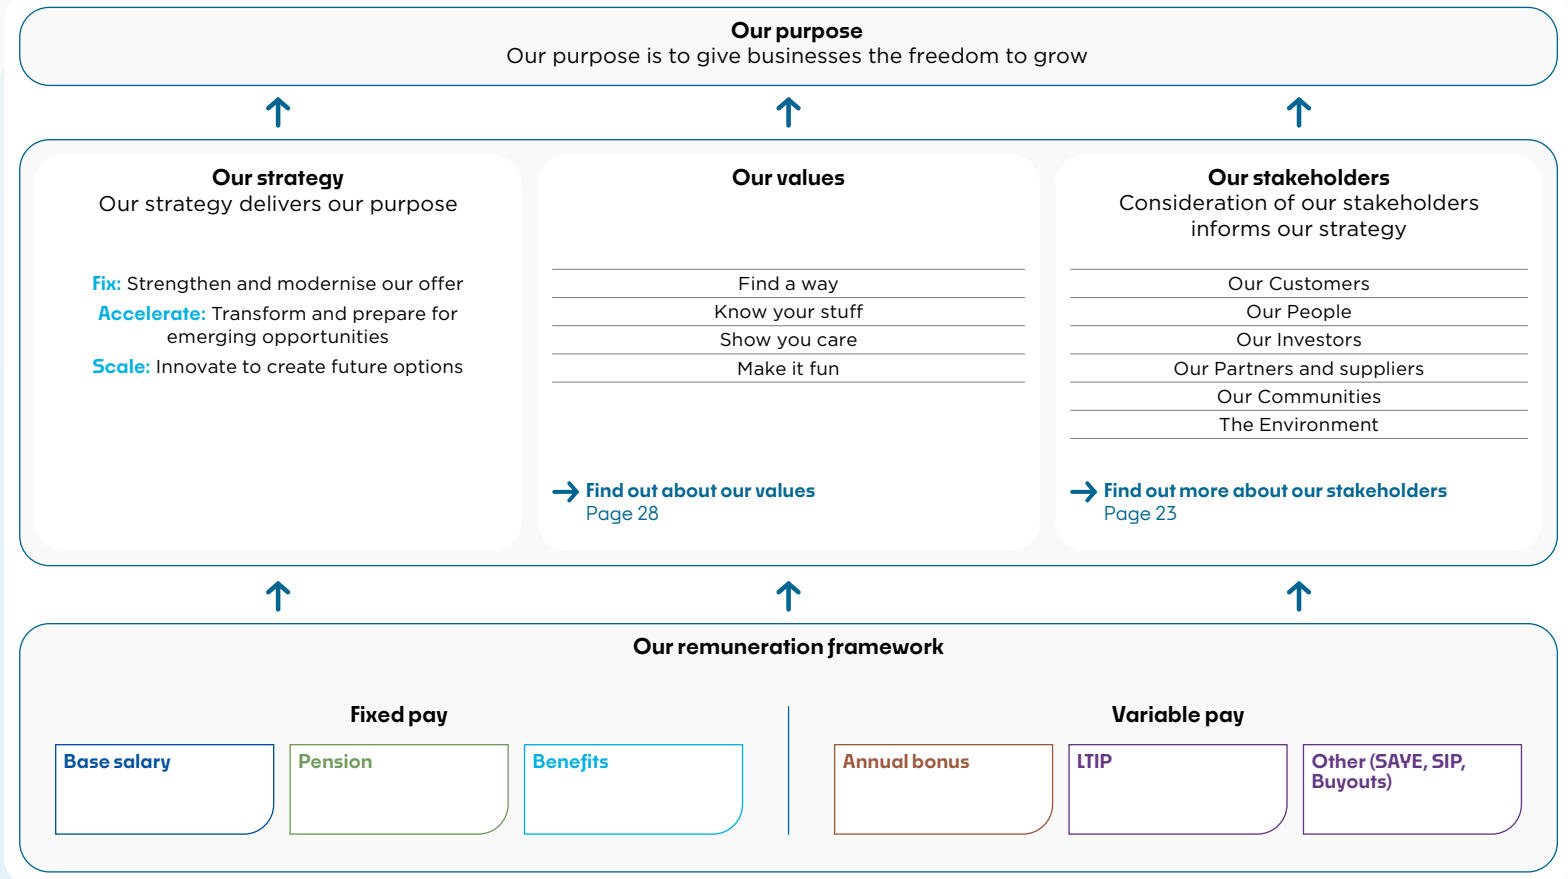 Our purpose
Our purpose is to give businesses the freedom to grow
Our strategy
Our strategy delivers our purpose
Fix: Strengthen and modernise our offer
Accelerate: Transform and prepare for
emerging opportunities
Scale: Innovate to create future options
Our values
Find a way
Know your stuff
Show you care
Make it fun
Find out about our values
Page 28
Our stakeholders
Consideration of our stakeholders
informs our strategy
Our Customers
Our People
Our Investors
Our Partners and suppliers
Our Communities
The Environment
Find out more about our stakeholders
Page 23
Our remuneration framework
Fixed pay
Base salary
Pension
Benefits
Variable pay
Annual bonus
LTIP
Other (SAYE, SIP,
Buyouts)